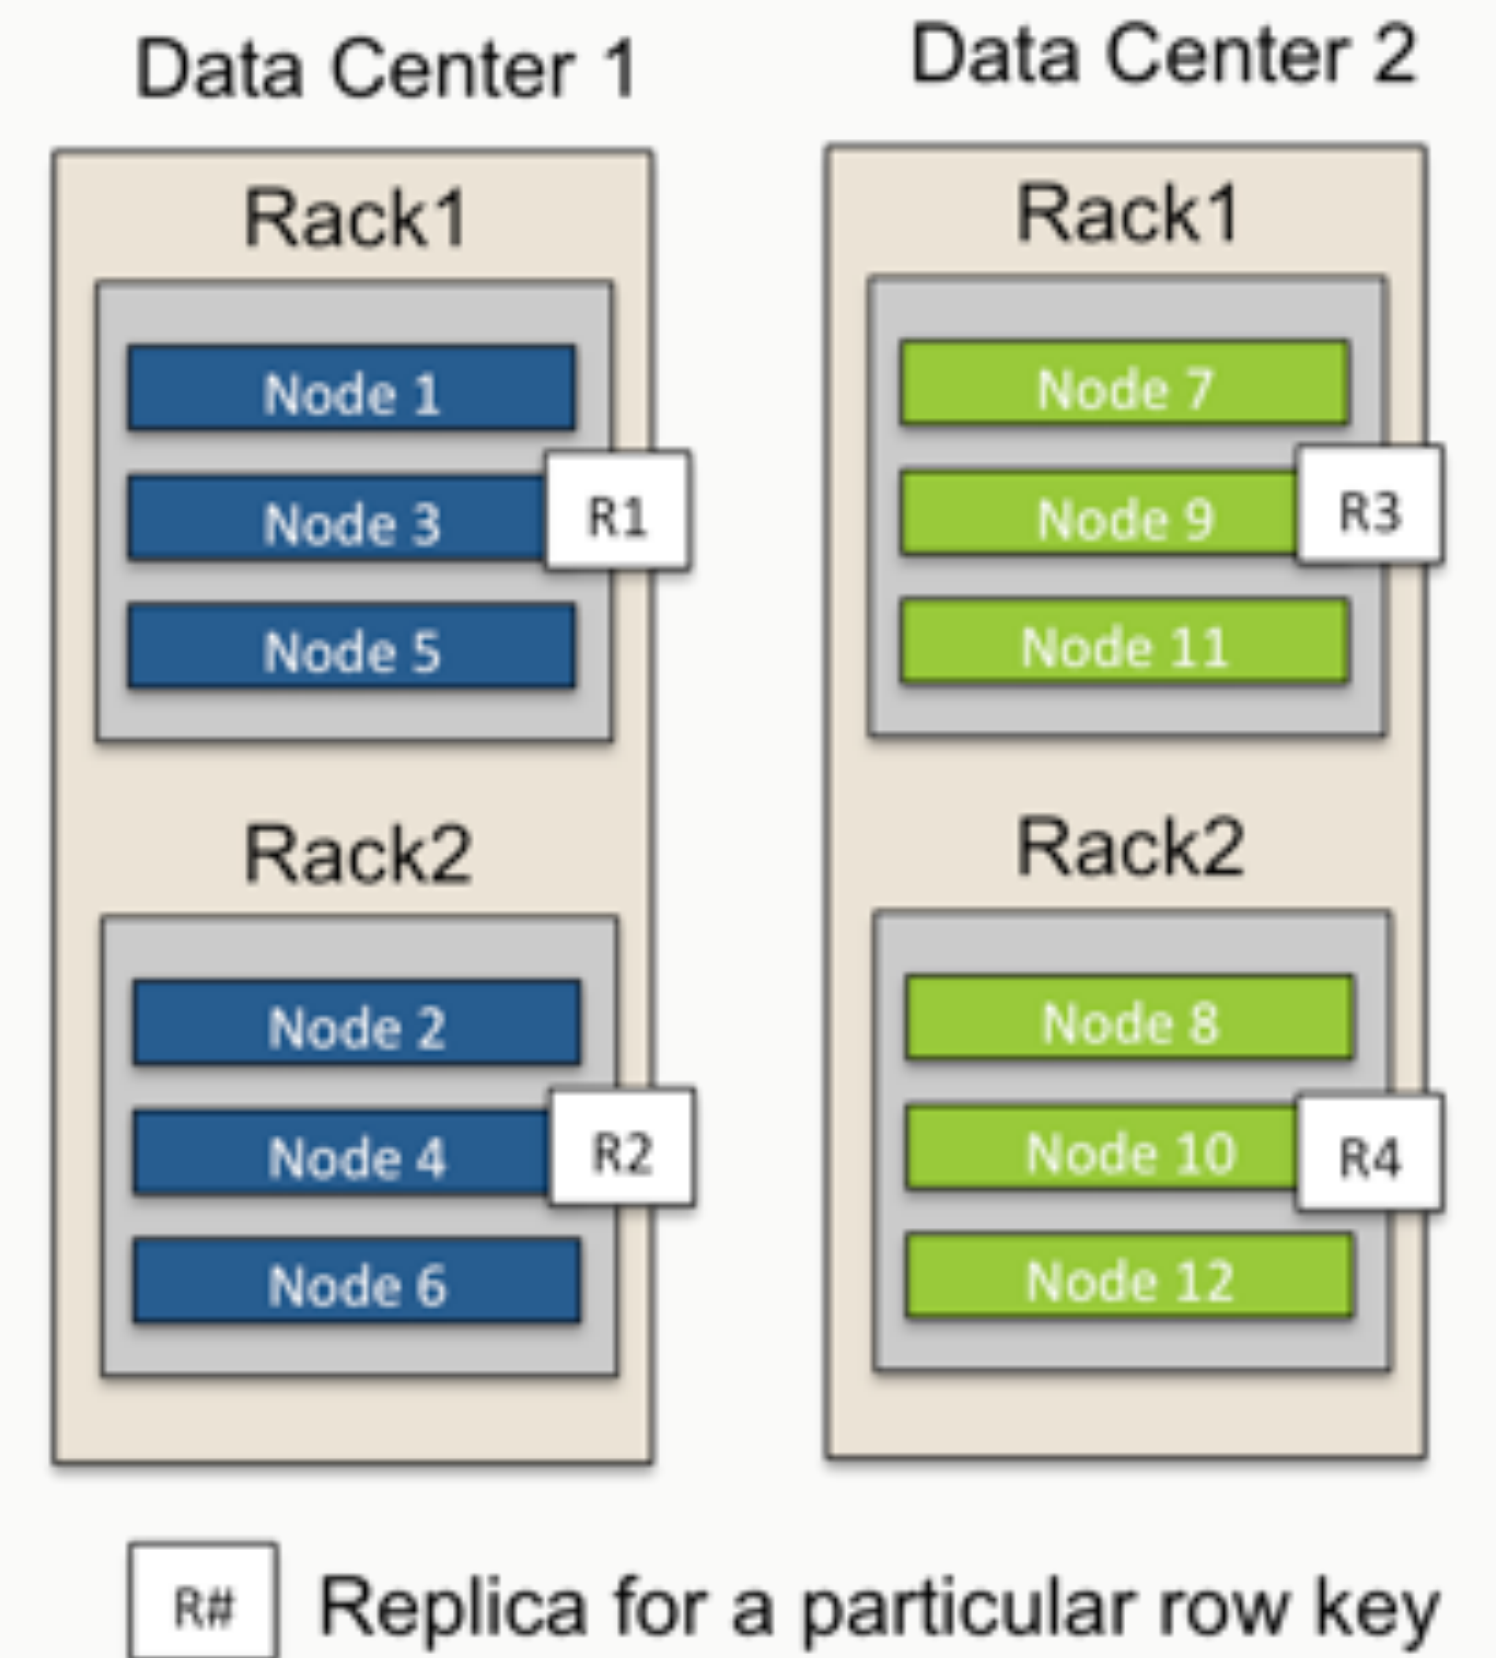 Data Center 1
Rack1
Node 1
Node 3
R1
Node 5
Rack2
Node 2
Node 4
R2
Node 6
Data Center 2
Rack1
Node 7
Node 9
R3
Node 11
Rack2
Node 8
Node 10
R4
Node 12
R# Replica for a particular row key